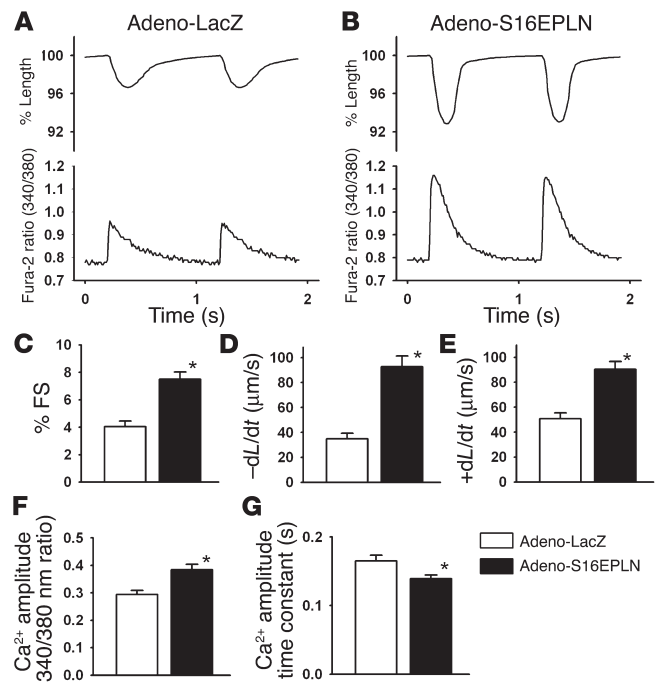 A Adeno-LacZ
B Adeno-S16EPLN
% Length
100
96
92
% Length
100
96
92
Fura-2 ratio (340/380)
1.2
1.1
1.0
0.9
0.8
0.7
0 1 2
Time (s)
Fura-2 ratio (340/380)
1.2
1.1
1.0
0.9
0.8
0.7
0 1 2
Time (s)
C
% FS
10
8
6
4
2
0
*
D
–dL/dt (μm/s)
100
80
60
40
20
0
*
E
+dL/dt (μm/s)
100
80
60
40
20
0
*
F
Ca2+ amplitude
340/380 nm ratio)
0.5
0.4
0.3
0.2
0.1
0.0
*
G
Ca2+ amplitude
time constant (s)
0.2
0.1
0.0
*
Adeno-LacZ
Adeno-S16EPLN